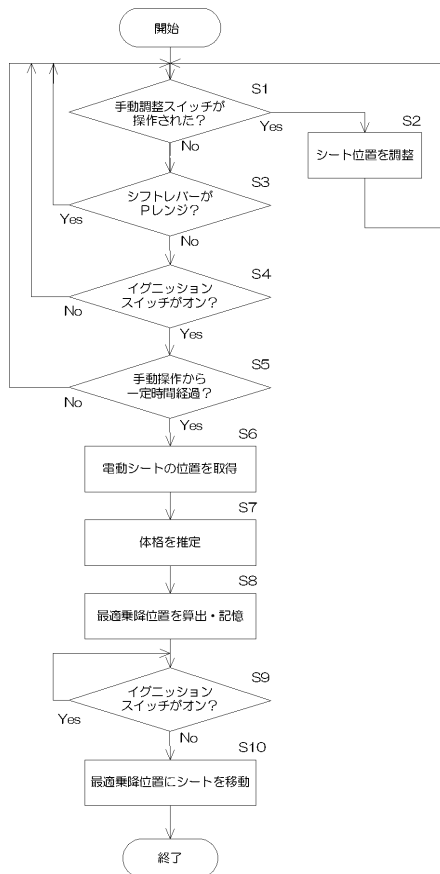 開始
S1
手動調整スイッチが
操作された？
Yes
No
S2
シート位置を調整
S3
シフトレバーが
Pレンジ？
Yes
No
S4
イグニッション
スイッチがオン？
No
Yes
S5
手動操作から
一定時間経過？
No
Yes
S6
電動シートの位置を取得
S7
体格を推定
S8
最適乗降位置を算出・記憶
S9
イグニッション
スイッチがオン？
Yes
No
S10
最適乗降位置にシートを移動
終了